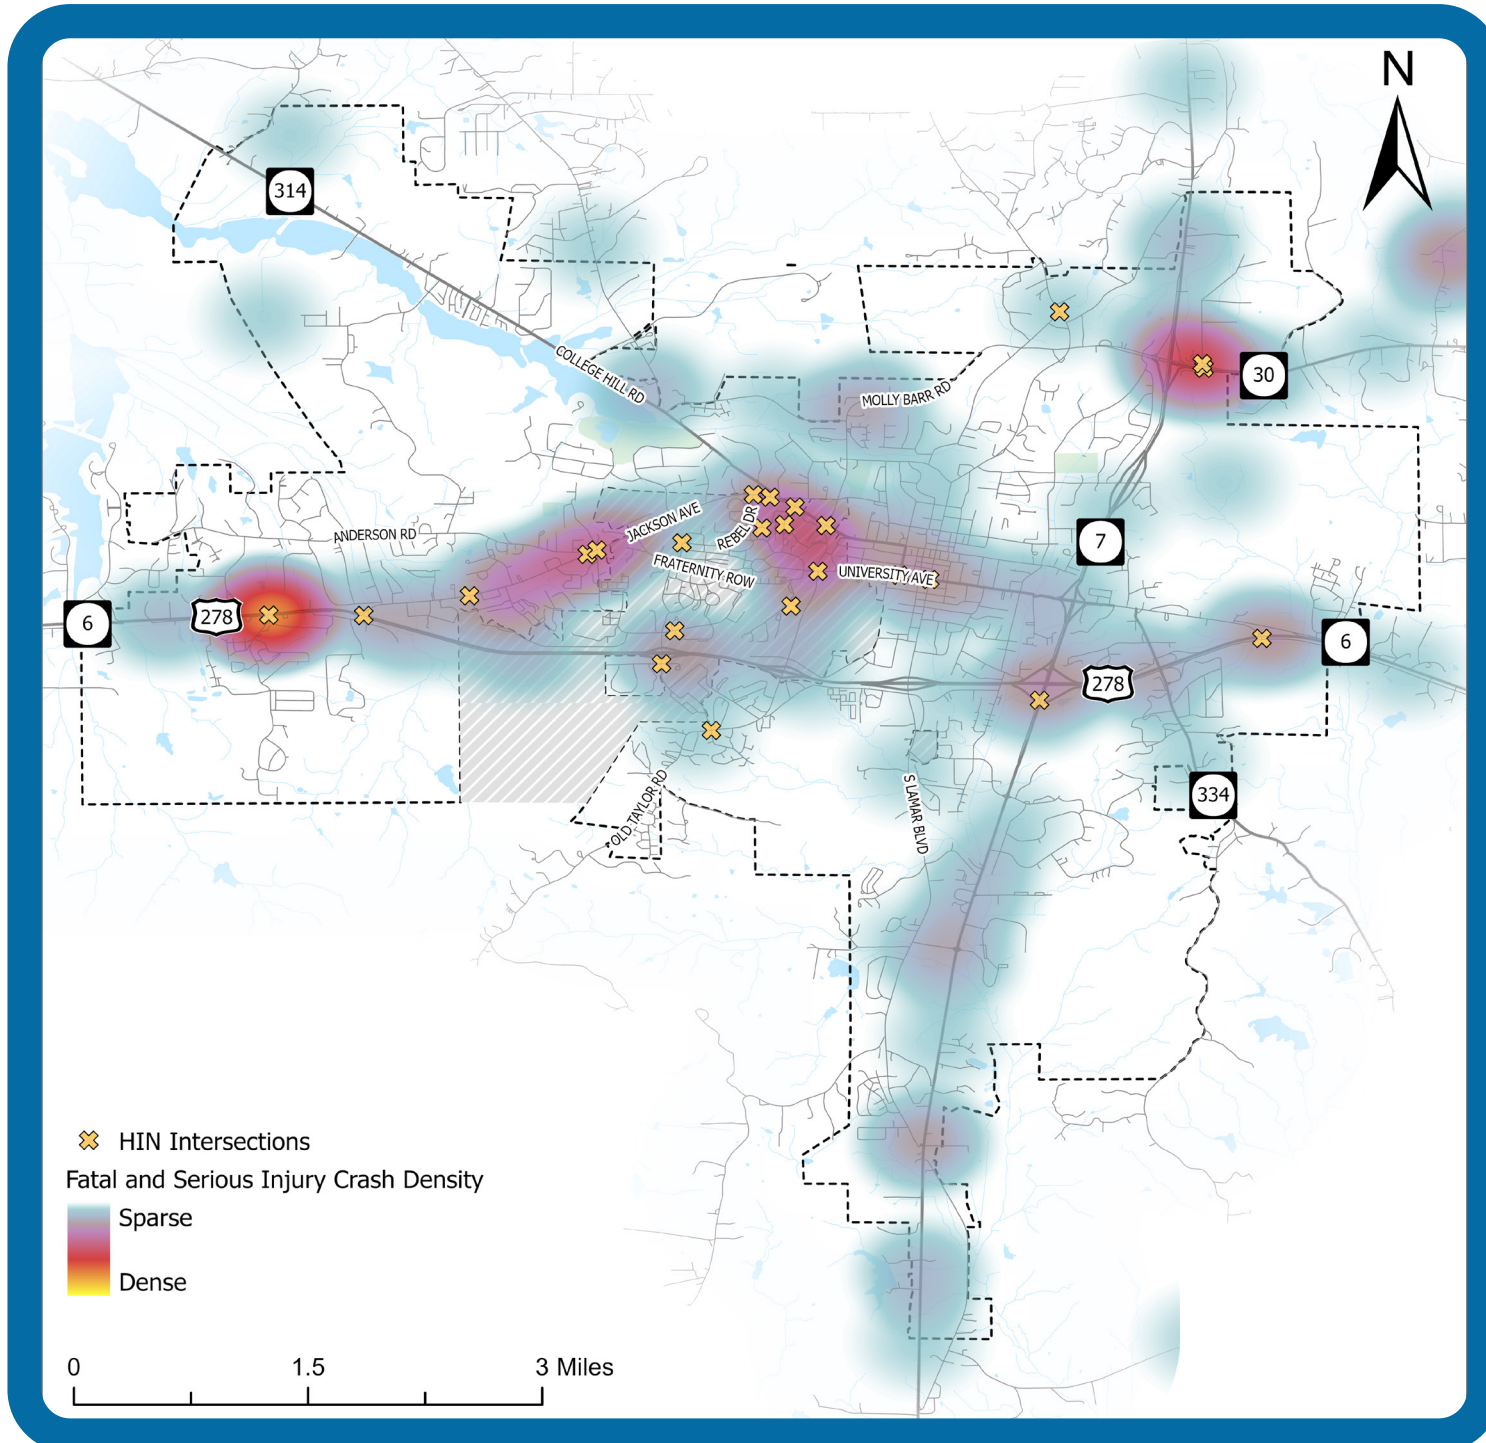 N
314
COLLEGE HILL RD
MOLLY BARR RD
30
JACKSON AVE
REBEL DR
ANDERSON RD
7
FRATERNITY ROW
UNIVERSITY AVE
6
278
6
278
OLD TAYLOR RD
S LAMAR BLVD
334
HIN Intersections
Fatal and Serious Injury Crash Density
Sparse
Dense
0 1.5 3 Miles